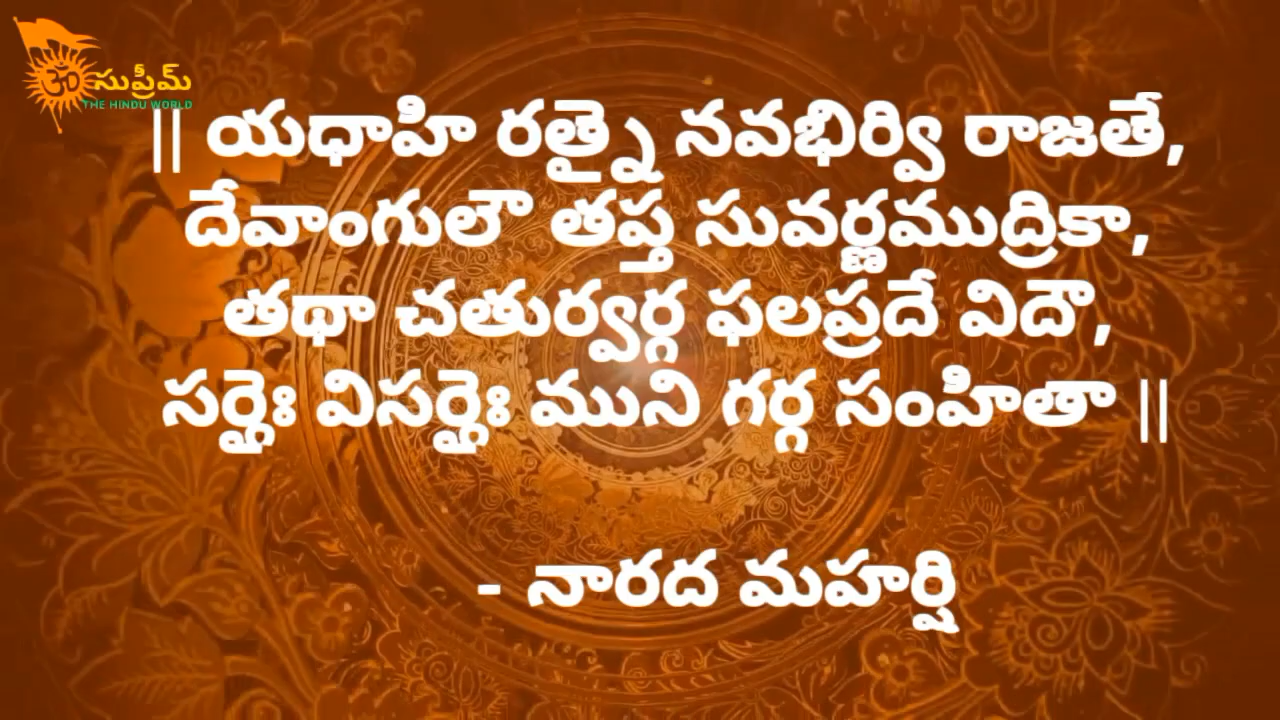 ఓం సుప్రీమ్
THE HINDU WORLD
|| యధాహి రత్నై నవభిర్వి రాజతే,
దేవాంగులౌ తప్త సువర్ణముద్రికా,
తథా చతుర్వర్గ ఫలప్రదే విదౌ,
సర్గైః విసర్గైః ముని గర్గ సంహితా ||
- నారద మహర్షి